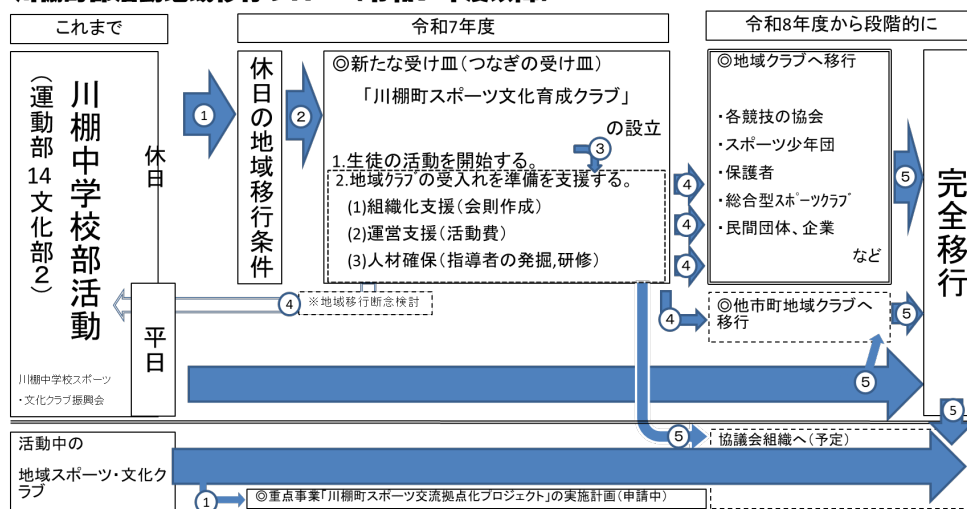 これまで
令和7年度
令和8年度から段階的に
川棚中学校部活動
(運動部14文化部2)
休日
平日
川棚中学校スポーツ
・文化クラブ振興会
①
休日の地域移行条件
②
◎新たな受け皿(つなぎの受け皿)
「川棚町スポーツ文化育成クラブ」
の設立
③
1.生徒の活動を開始する。
2.地域クラブの受入れを準備を支援する。
(1)組織化支援(会則作成)
(2)運営支援(活動費)
(3)人材確保(指導者の発掘,研修)
④
※地域移行断念検討
④
④
④
④
◎地域クラブへ移行
・各競技の協会
・スポーツ少年団
・保護者
・総合型スポーツクラブ
・民間団体、企業
など
◎他市町地域クラブへ
移行
⑤
⑤
⑤
完全移行
⑤
⑤
協議会組織へ(予定)
活動中の
地域スポーツ・文化ク
ラブ
①
◎重点事業「川棚町スポーツ交流拠点化プロジェクト」の実施計画(申請中)